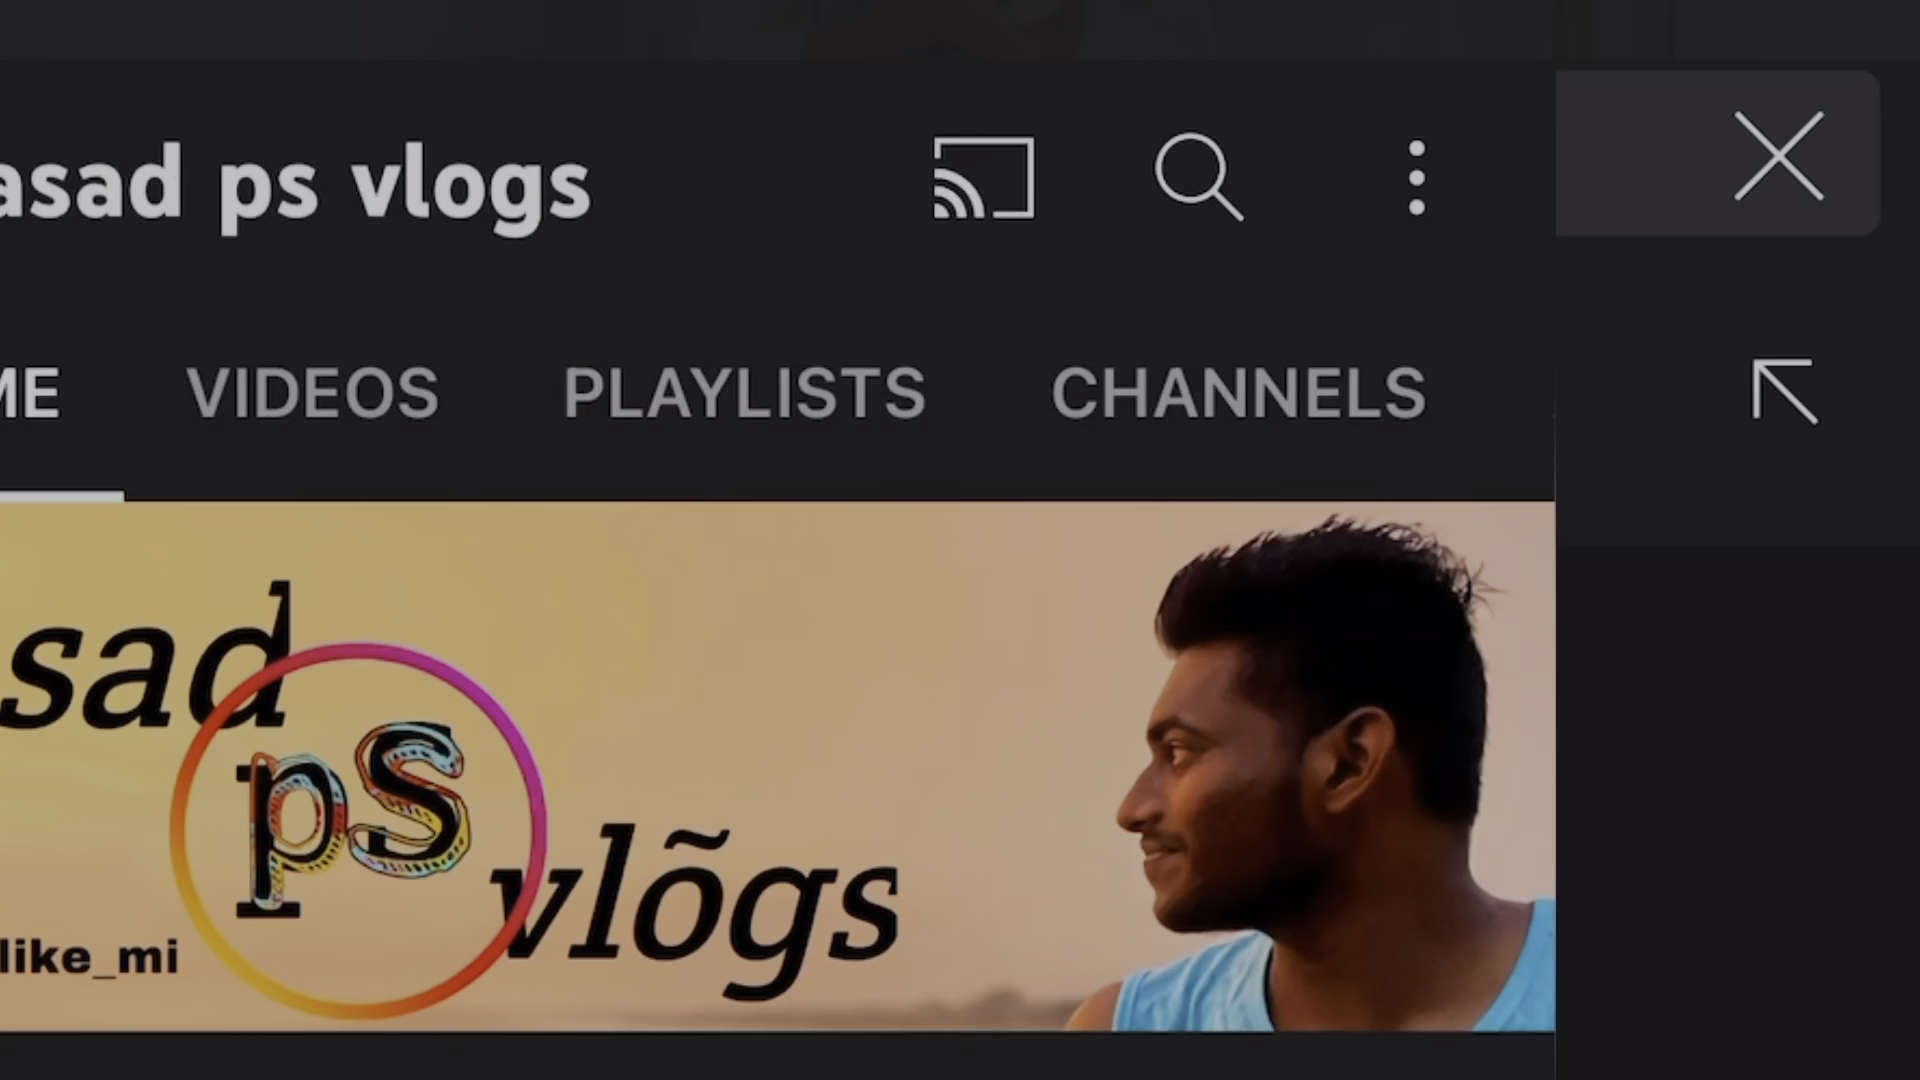 asad ps vlogs
ME VIDEOS PLAYLISTS CHANNELS
sad
ps
vlõgs
like_mi